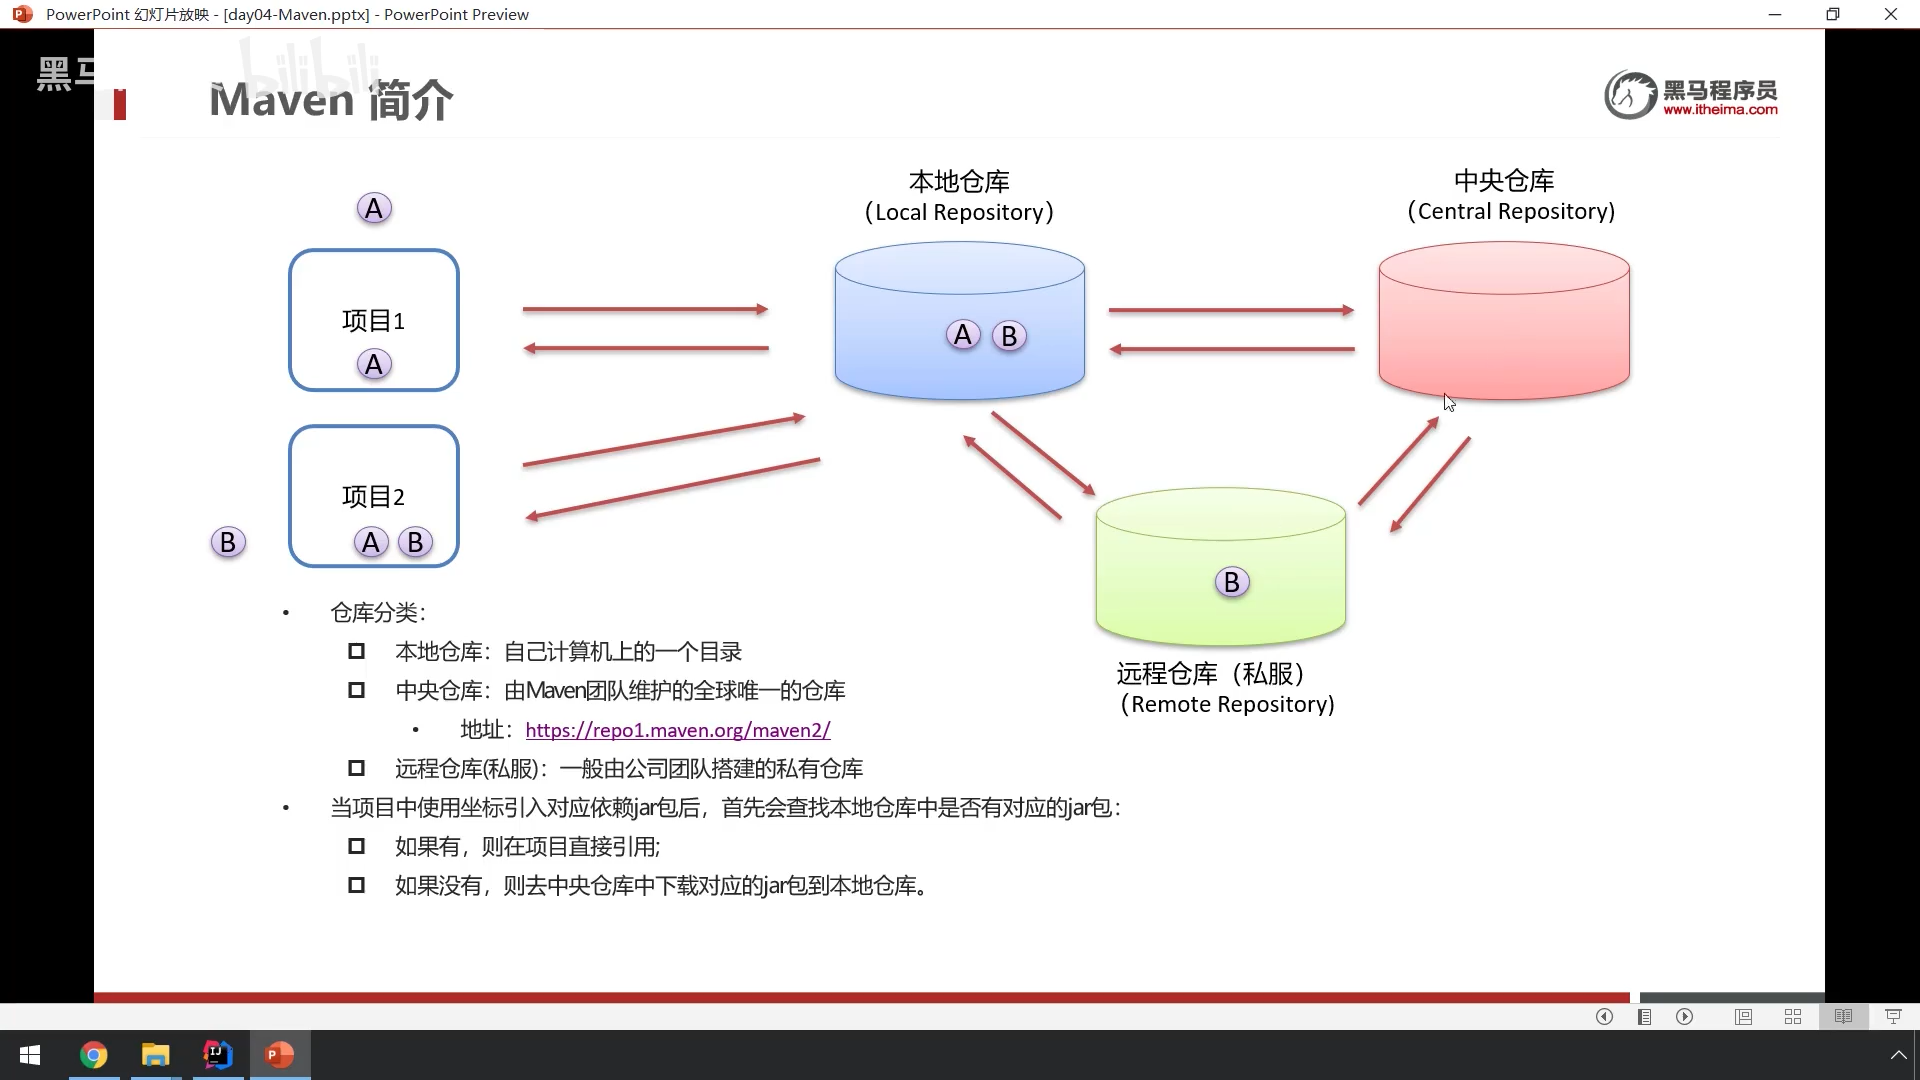 PowerPoint 幻灯片放映 - [day04-Maven.pptx] - PowerPoint Preview
bilibili
Maven 简介
黑马程序员
www.itheima.com
本地仓库
（Local Repository）
中央仓库
（Central Repository)
A
项目1
A
A B
项目2
B
A B
B
远程仓库（私服）
（Remote Repository)
• 仓库分类：
本地仓库：自己计算机上的一个目录
中央仓库：由Maven团队维护的全球唯一的仓库
• 地址：https://repo1.maven.org/maven2/
远程仓库(私服)：一般由公司团队搭建的私有仓库
• 当项目中使用坐标引入对应依赖jar包后，首先会查找本地仓库中是否有对应的jar包：
如果有，则在项目直接引用;
如果没有，则去中央仓库中下载对应的jar包到本地仓库。